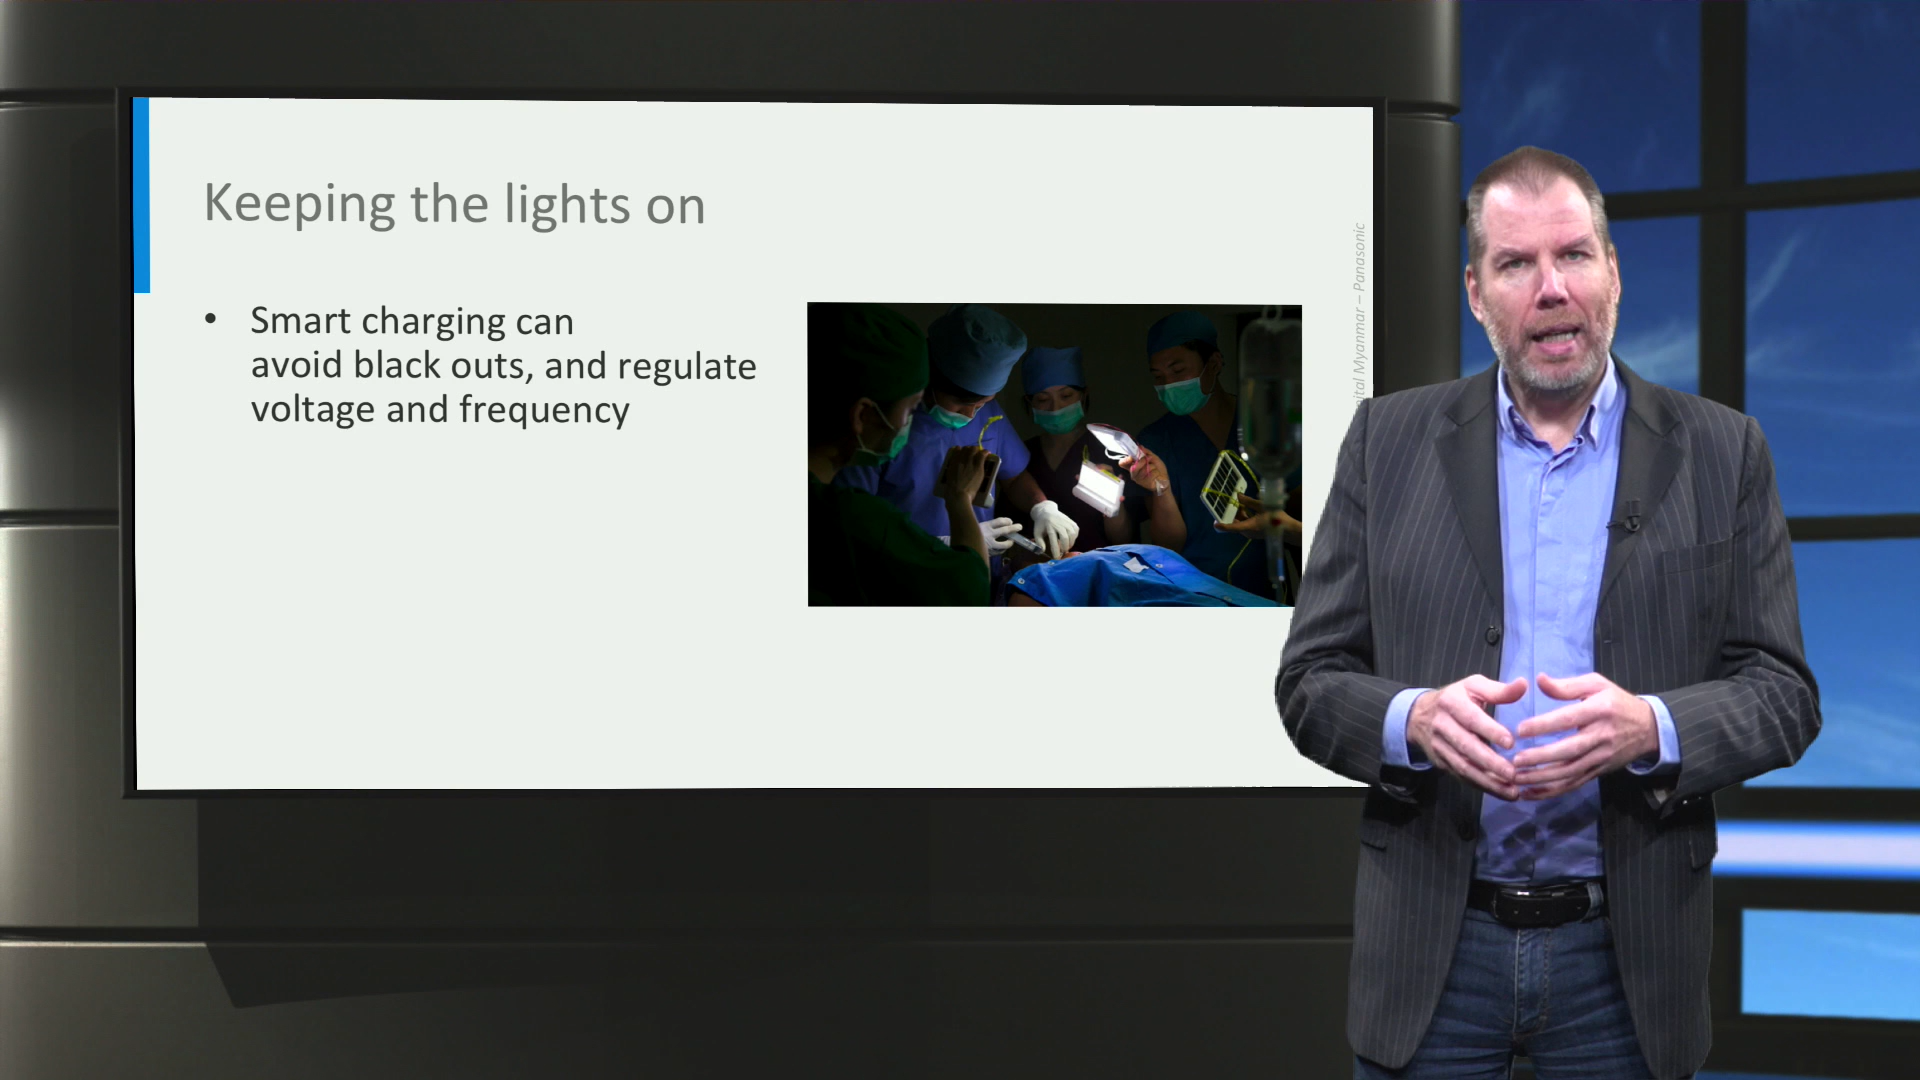 Keeping the lights on
• Smart charging can
avoid black outs, and regulate
voltage and frequency
Myanmar – Panasonic